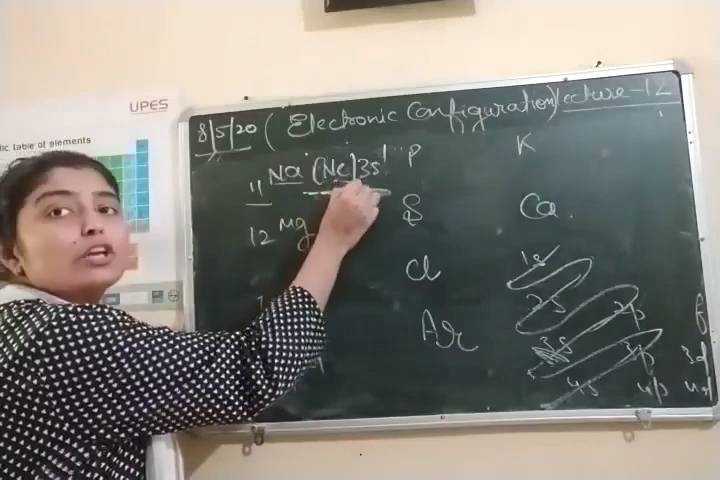 UPES
dic table of elements
8/5/20 ( Electronic Configuration) Lecture-12
11 Na (Ne) 3s¹
12 Mg
P
S
Cl
Ar
K
Ca.
1s
2s 2p
3s 3p 3d
4s 4p 4d
f